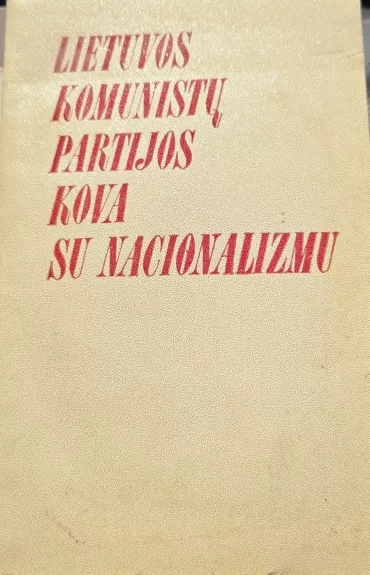 LIETUVOS
KOMUNISTŲ
PARTIJOS
KOVA
SU NACIONALIZMU